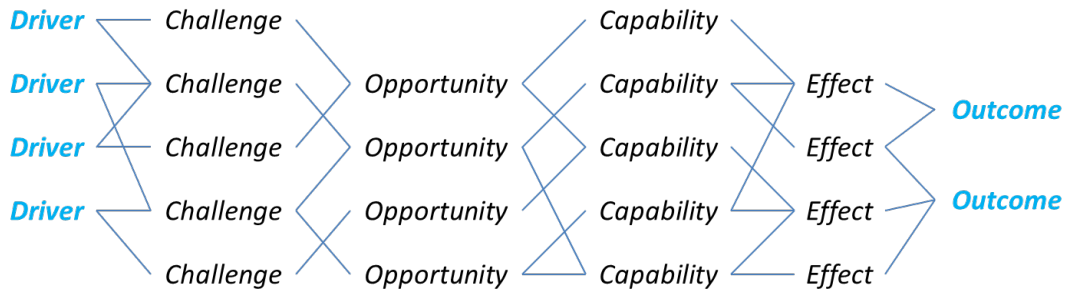 Driver Challenge Capability
Driver Challenge Opportunity Capability Effect
Outcome
Driver Challenge Opportunity Capability Effect
Driver Challenge Opportunity Capability Effect
Outcome
Challenge Opportunity Capability Effect